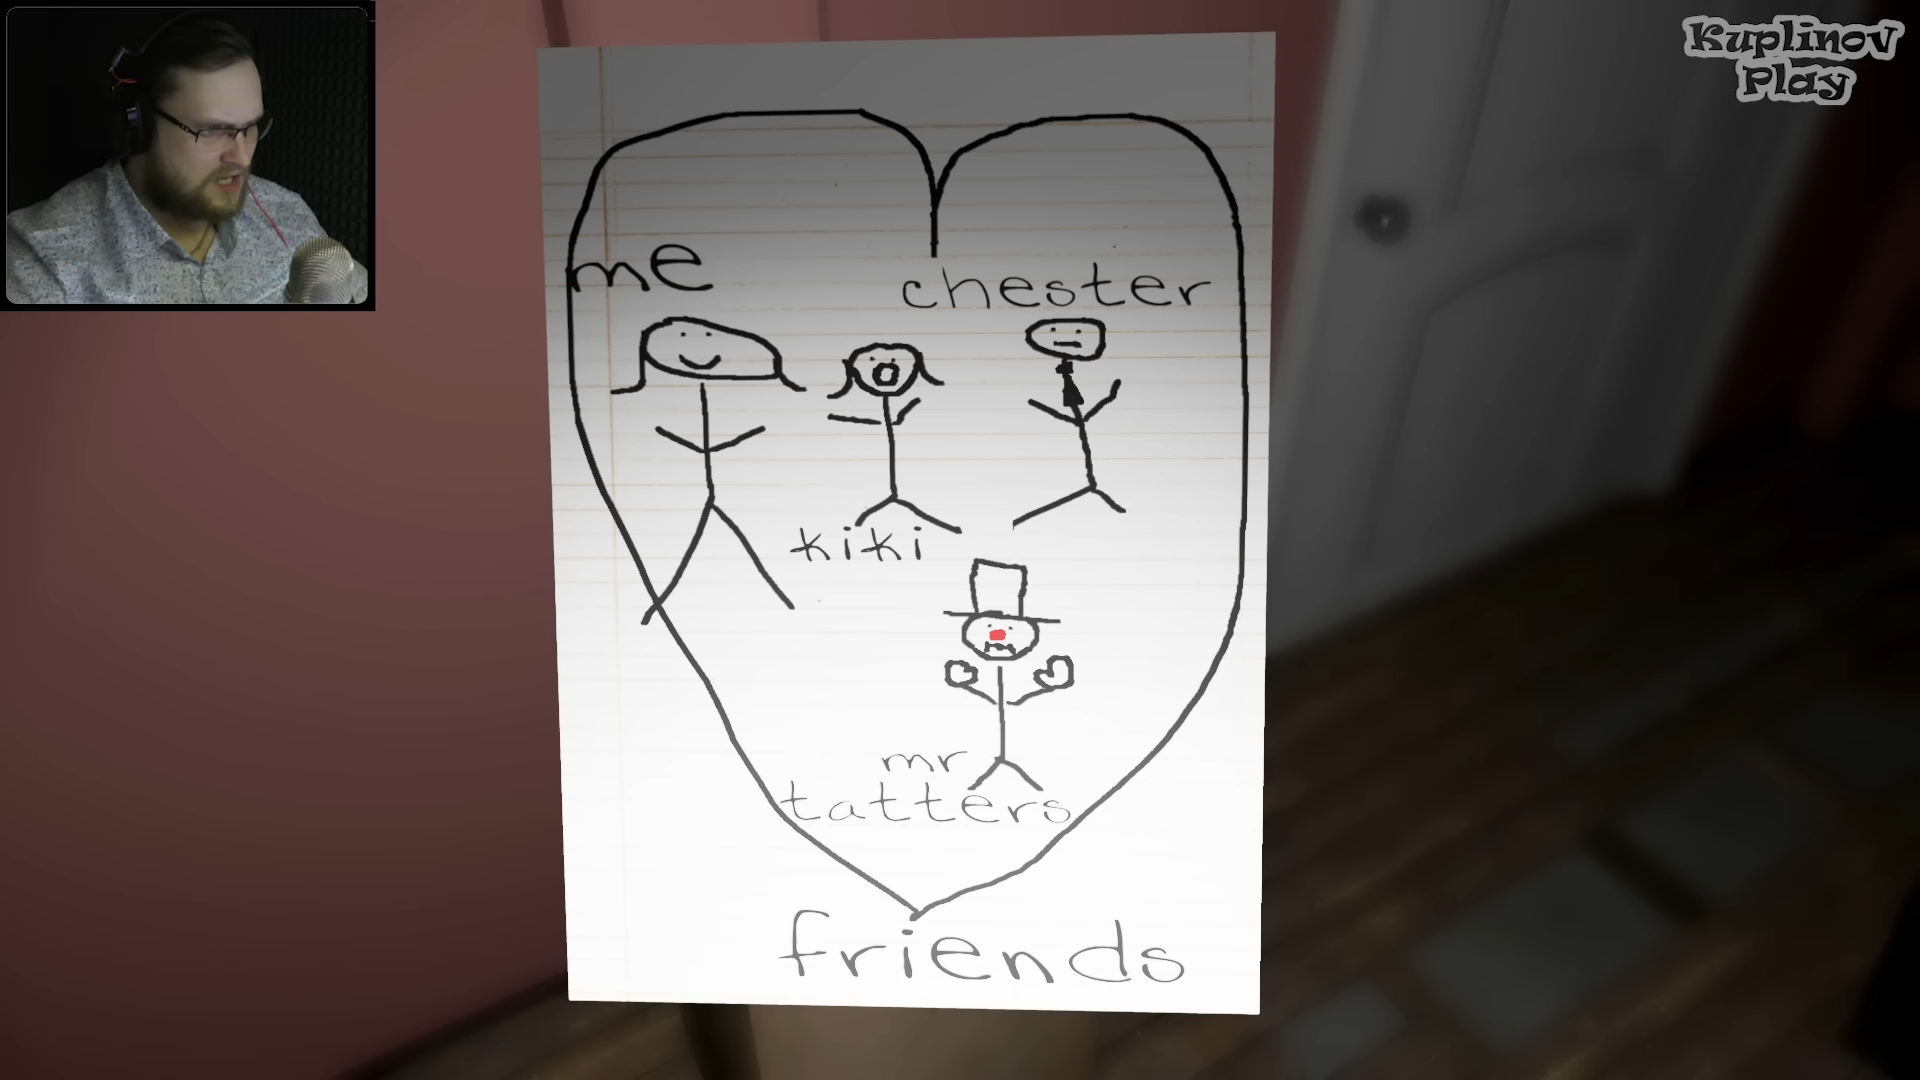 Kuplinov
Play
me
chester
kiki
mr
tatters
friends